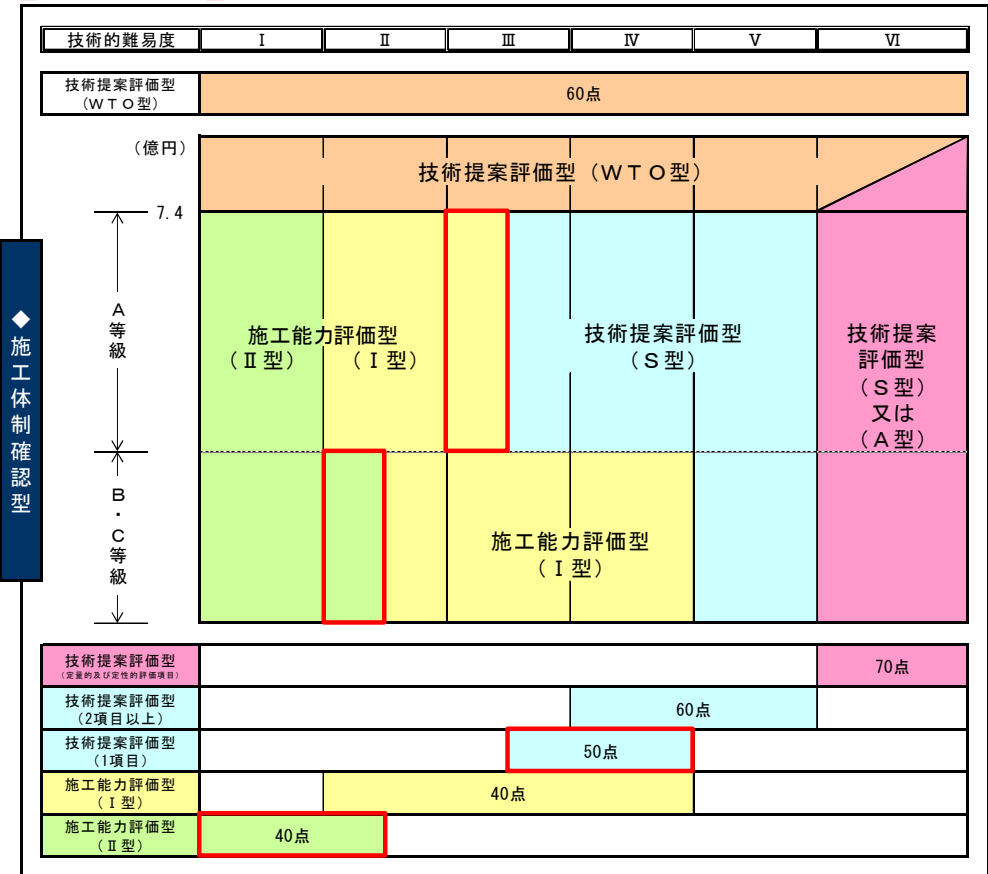 技術的難易度 Ⅰ Ⅱ Ⅲ Ⅳ Ⅴ Ⅵ
技術提案評価型
(WTO型)
60点
(億円)
技術提案評価型(WTO型)
7.4
◆施工体制確認型
A等級
施工能力評価型
(Ⅱ型) (Ⅰ型)
技術提案評価型
(S型)
技術提案
評価型
(S型)
又は
(A型)
B・C等級
施工能力評価型
(Ⅰ型)
技術提案評価型
(定量的及び定性的評価項目)
70点
技術提案評価型
(2項目以上)
60点
技術提案評価型
(1項目)
50点
施工能力評価型
(Ⅰ型)
40点
施工能力評価型
(Ⅱ型)
40点